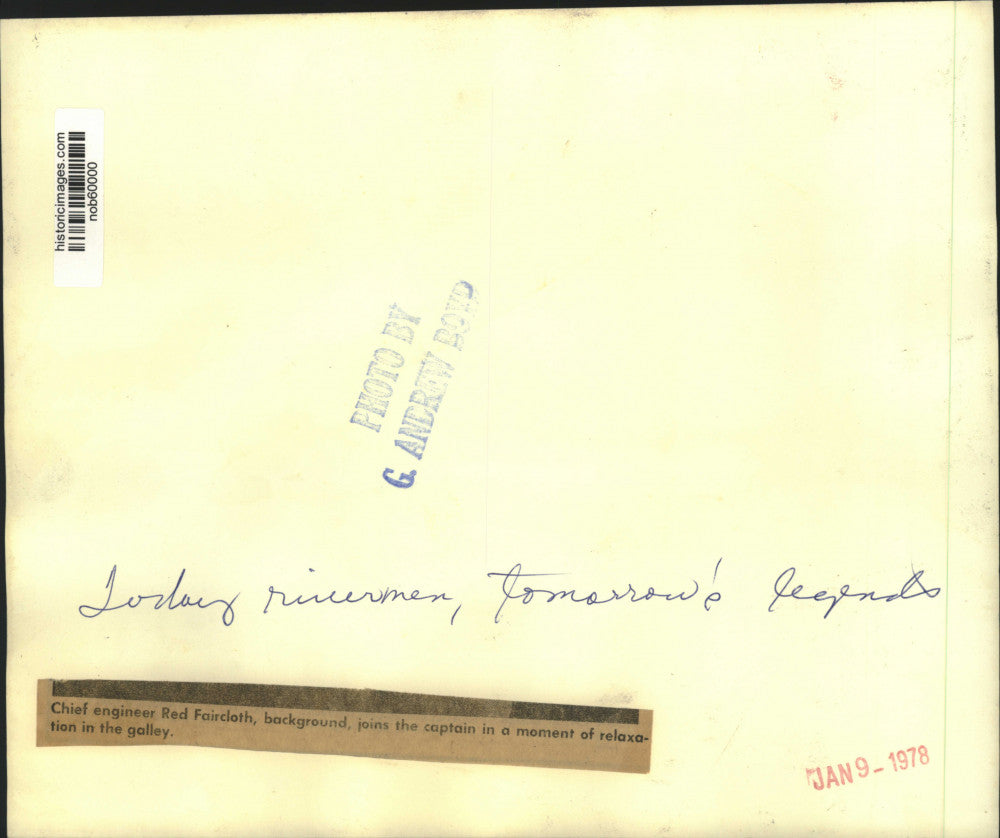 historicimages.com
nob60000
PHOTO BY
G. ANDREW BOYD
Today rivermen, tomorrow's legends
Chief engineer Red Faircloth, background, joins the captain in a moment of relaxa-
tion in the galley.
JAN 9 - 1978